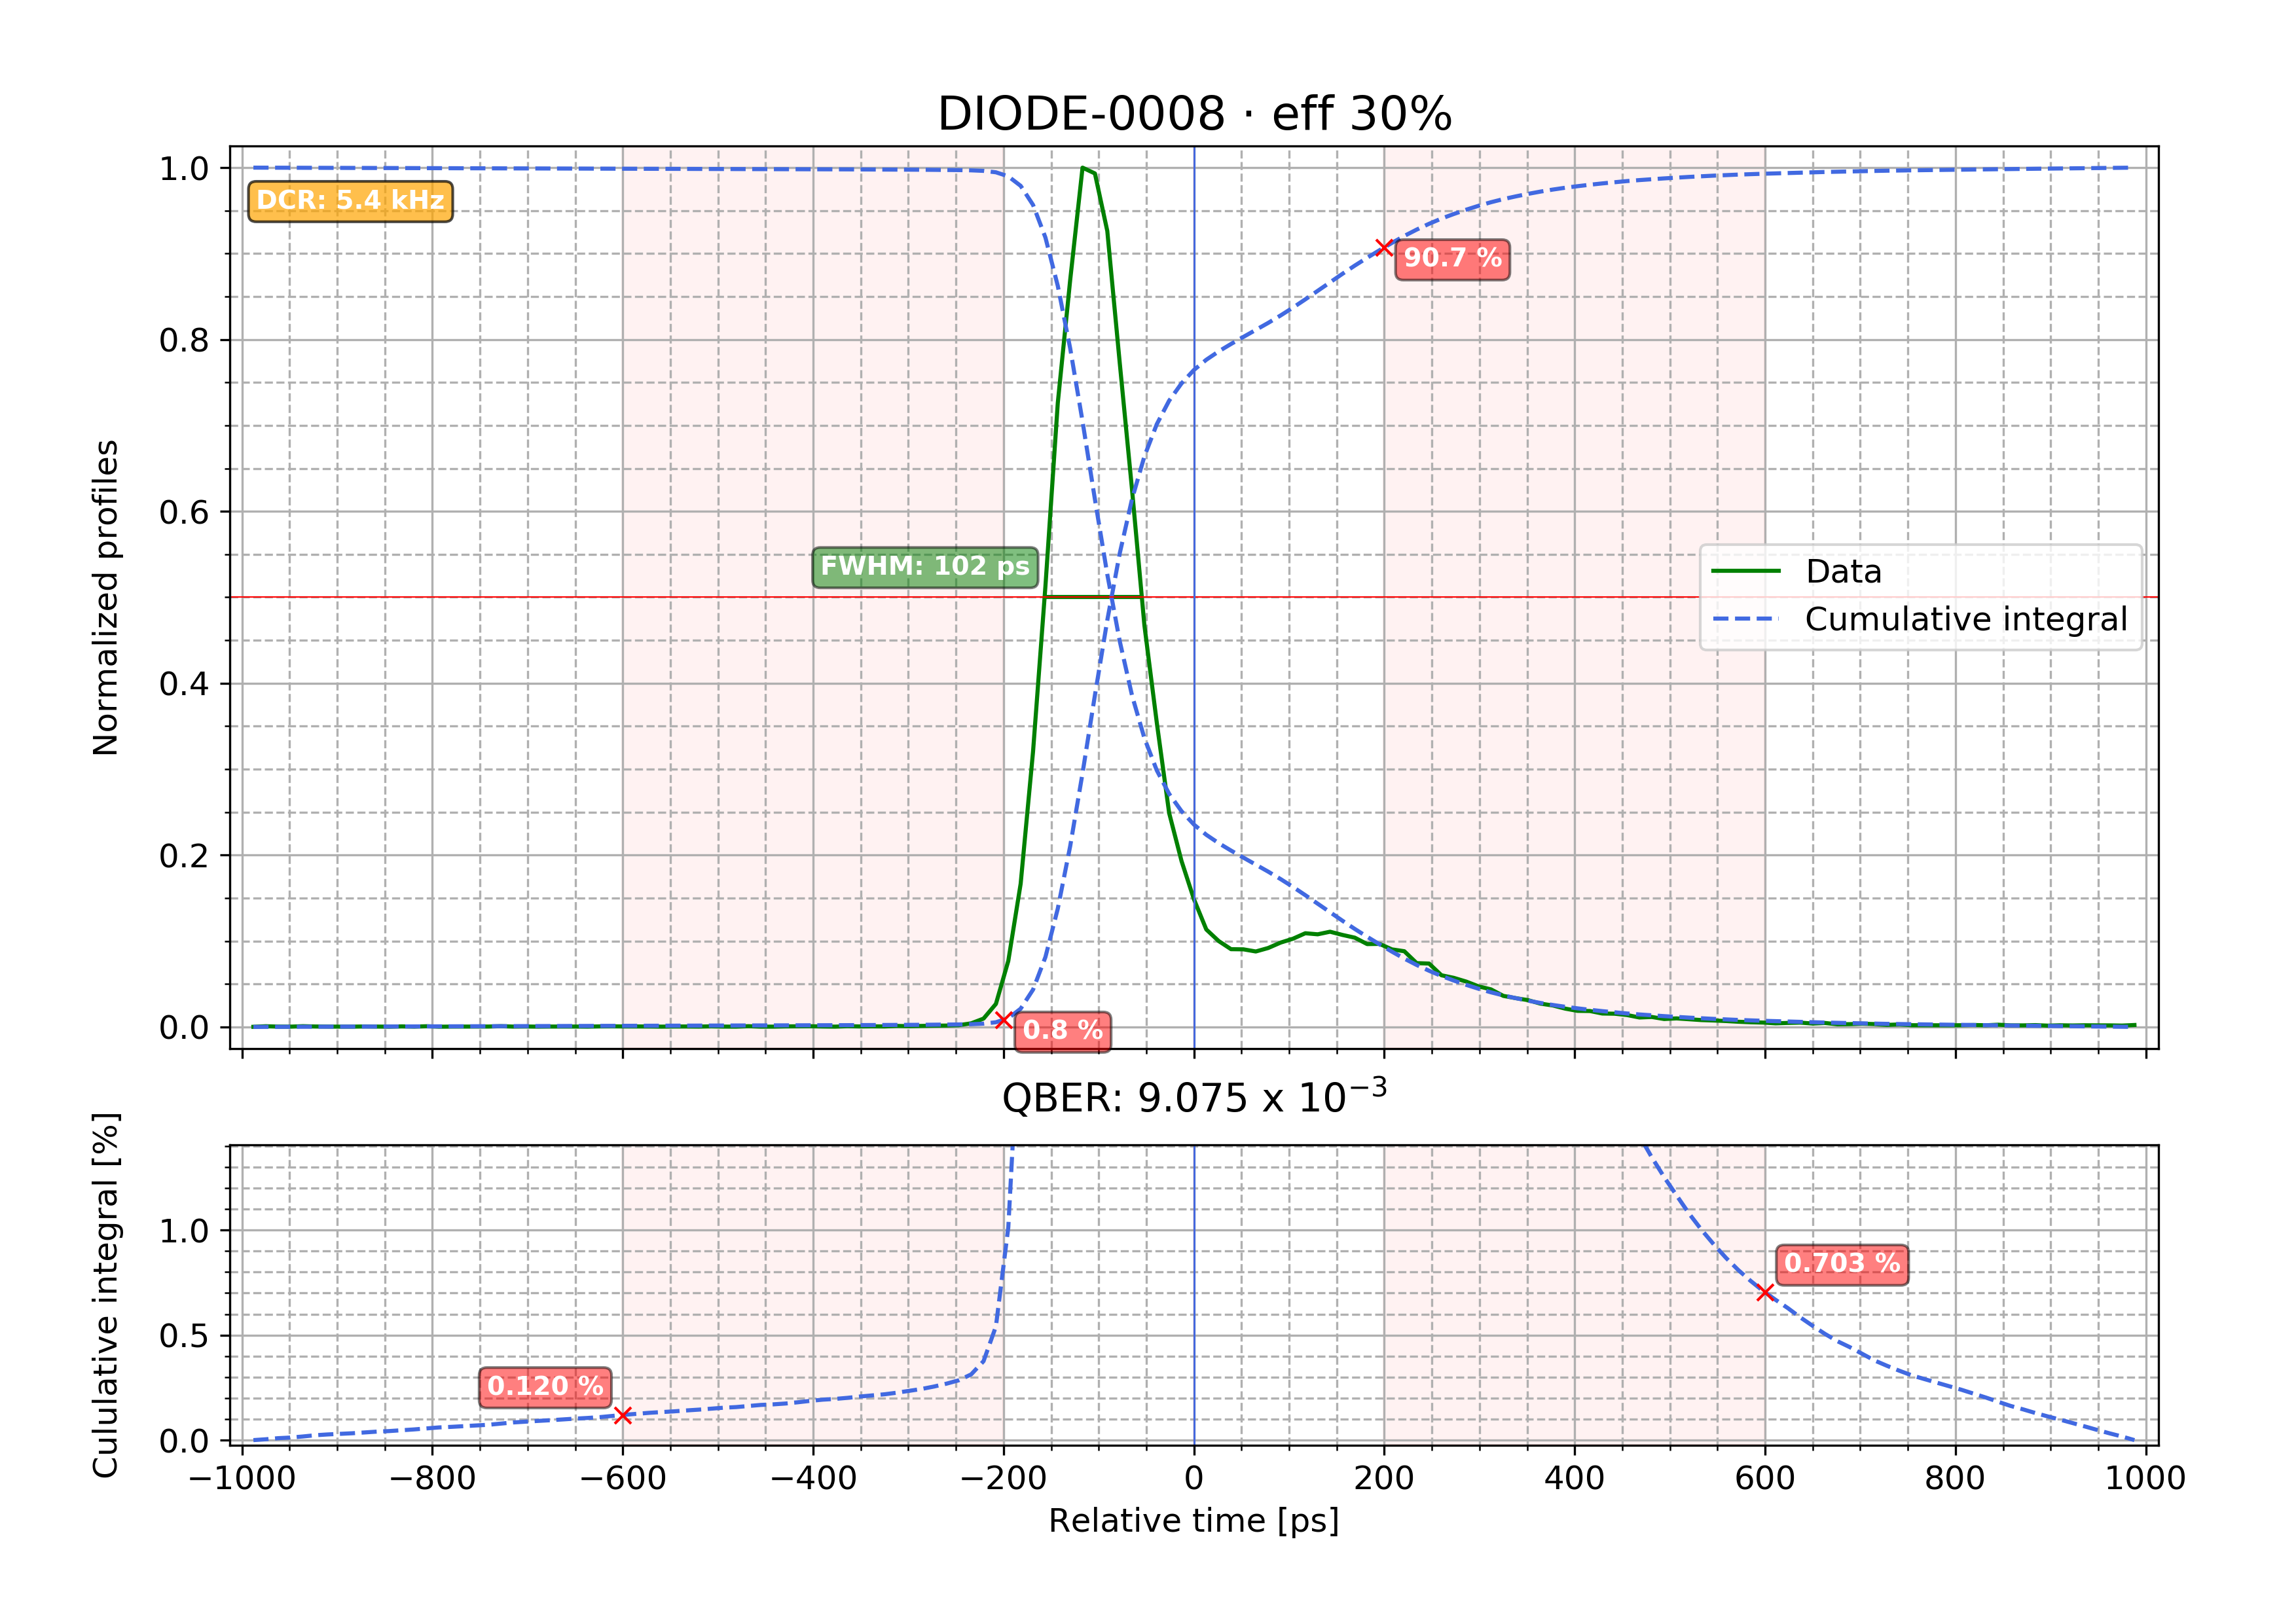 DIODE-0008 · eff 30%
Normalized profiles
1.0
0.8
0.6
0.4
0.2
0.0
DCR: 5.4 kHz
90.7 %
FWHM: 102 ps
Data
Cumulative integral
0.8 %
QBER: 9.075 x 10⁻³
Cululative integral [%]
1.0
0.5
0.0
0.703 %
0.120 %
−1000 −800 −600 −400 −200 0 200 400 600 800 1000
Relative time [ps]